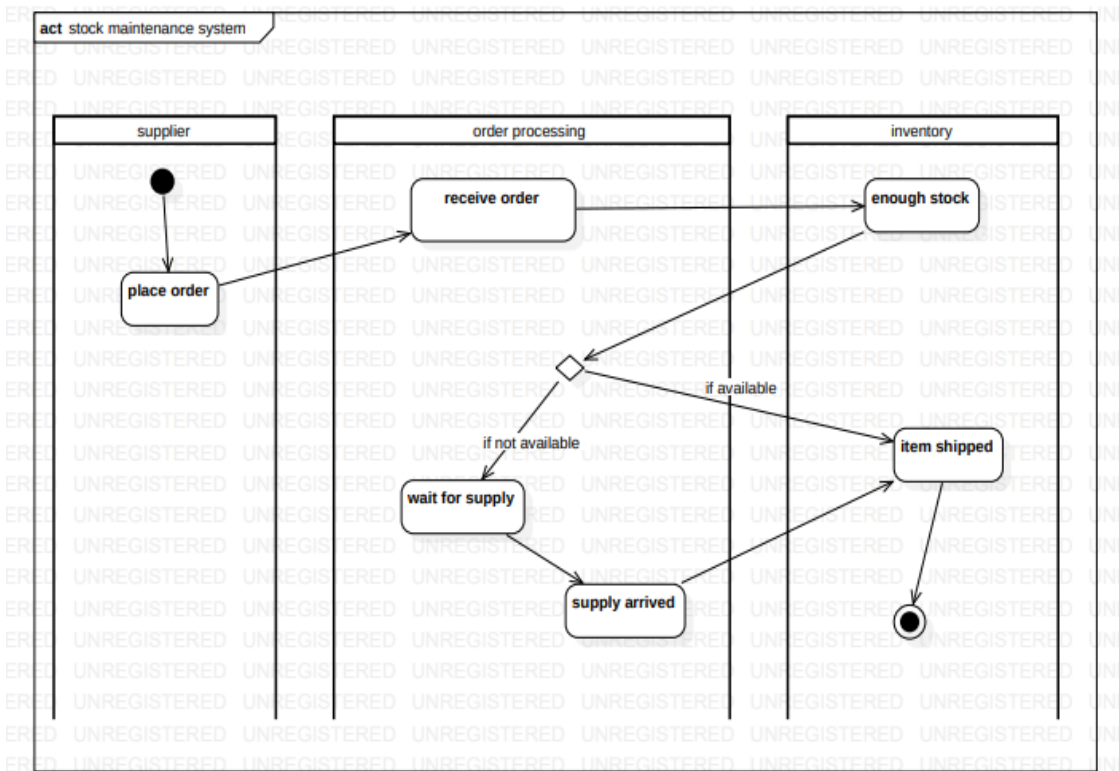 act stock maintenance system
supplier
order processing
inventory
receive order
enough stock
place order
if available
if not available
item shipped
wait for supply
supply arrived
UNREGISTERED